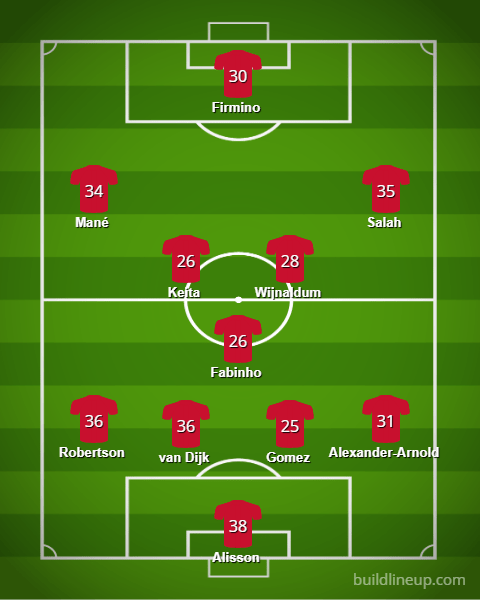 30
Firmino
34
Mané
35
Salah
26
Keita
28
Wijnaldum
26
Fabinho
36
Robertson
36
van Dijk
25
Gomez
31
Alexander-Arnold
38
Alisson
buildlineup.com